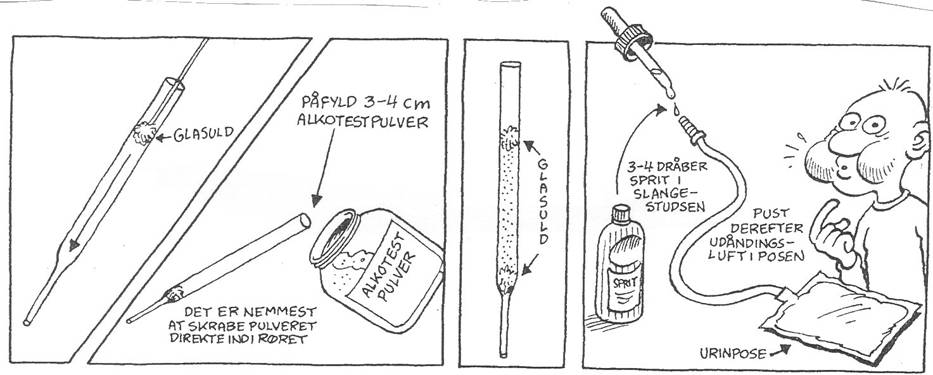 GLASULD
PÅFYLD 3-4 cm
ALKOTESTPULVER
ALKOTEST
PULVER
DET ER NEMMEST
AT SKRABE PULVERET
DIREKTE IND I RØRET
GLASULD
3-4 DRÅBER
SPRIT I
SLANGE-
STUDSEN
SPRIT
PUST
DEREFTER
UDÅNDINGS-
LUFT I POSEN
URINPOSE